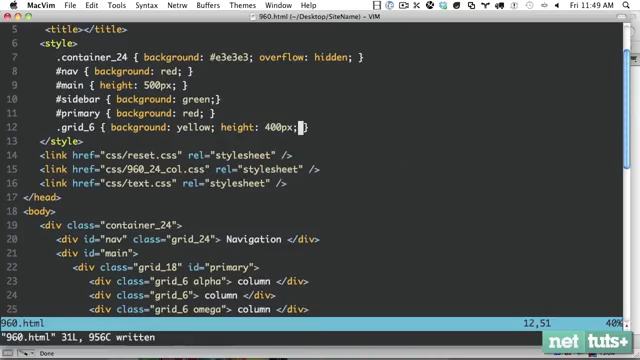 MacVim File Edit Tools Syntax Buffers Window Help
Fri 11:49 AM
960.html (~/Desktop/SiteName) – VIM
5 <title></title>
6 <style>
7 .container_24 { background: #e3e3e3; overflow: hidden; }
8 #nav { background: red; }
9 #main { height: 500px; }
10 #sidebar { background: green;}
11 #primary { background: red; }
12 .grid_6 { background: yellow; height: 400px; }
13 </style>
14 <link href="css/reset.css" rel="stylesheet" />
15 <link href="css/960_24_col.css" rel="stylesheet" />
16 <link href="css/text.css" rel="stylesheet" />
17 </head>
18 <body>
19 <div class="container_24">
20 <div id="nav" class="grid_24"> Navigation </div>
21 <div id="main">
22 <div class="grid_18" id="primary">
23 <div class="grid_6 alpha"> column </div>
24 <div class="grid_6"> column </div>
25 <div class="grid_6 omega"> column </div>
960.html 12,51 40%
"960.html" 31L, 956C written
net tuts+
Done